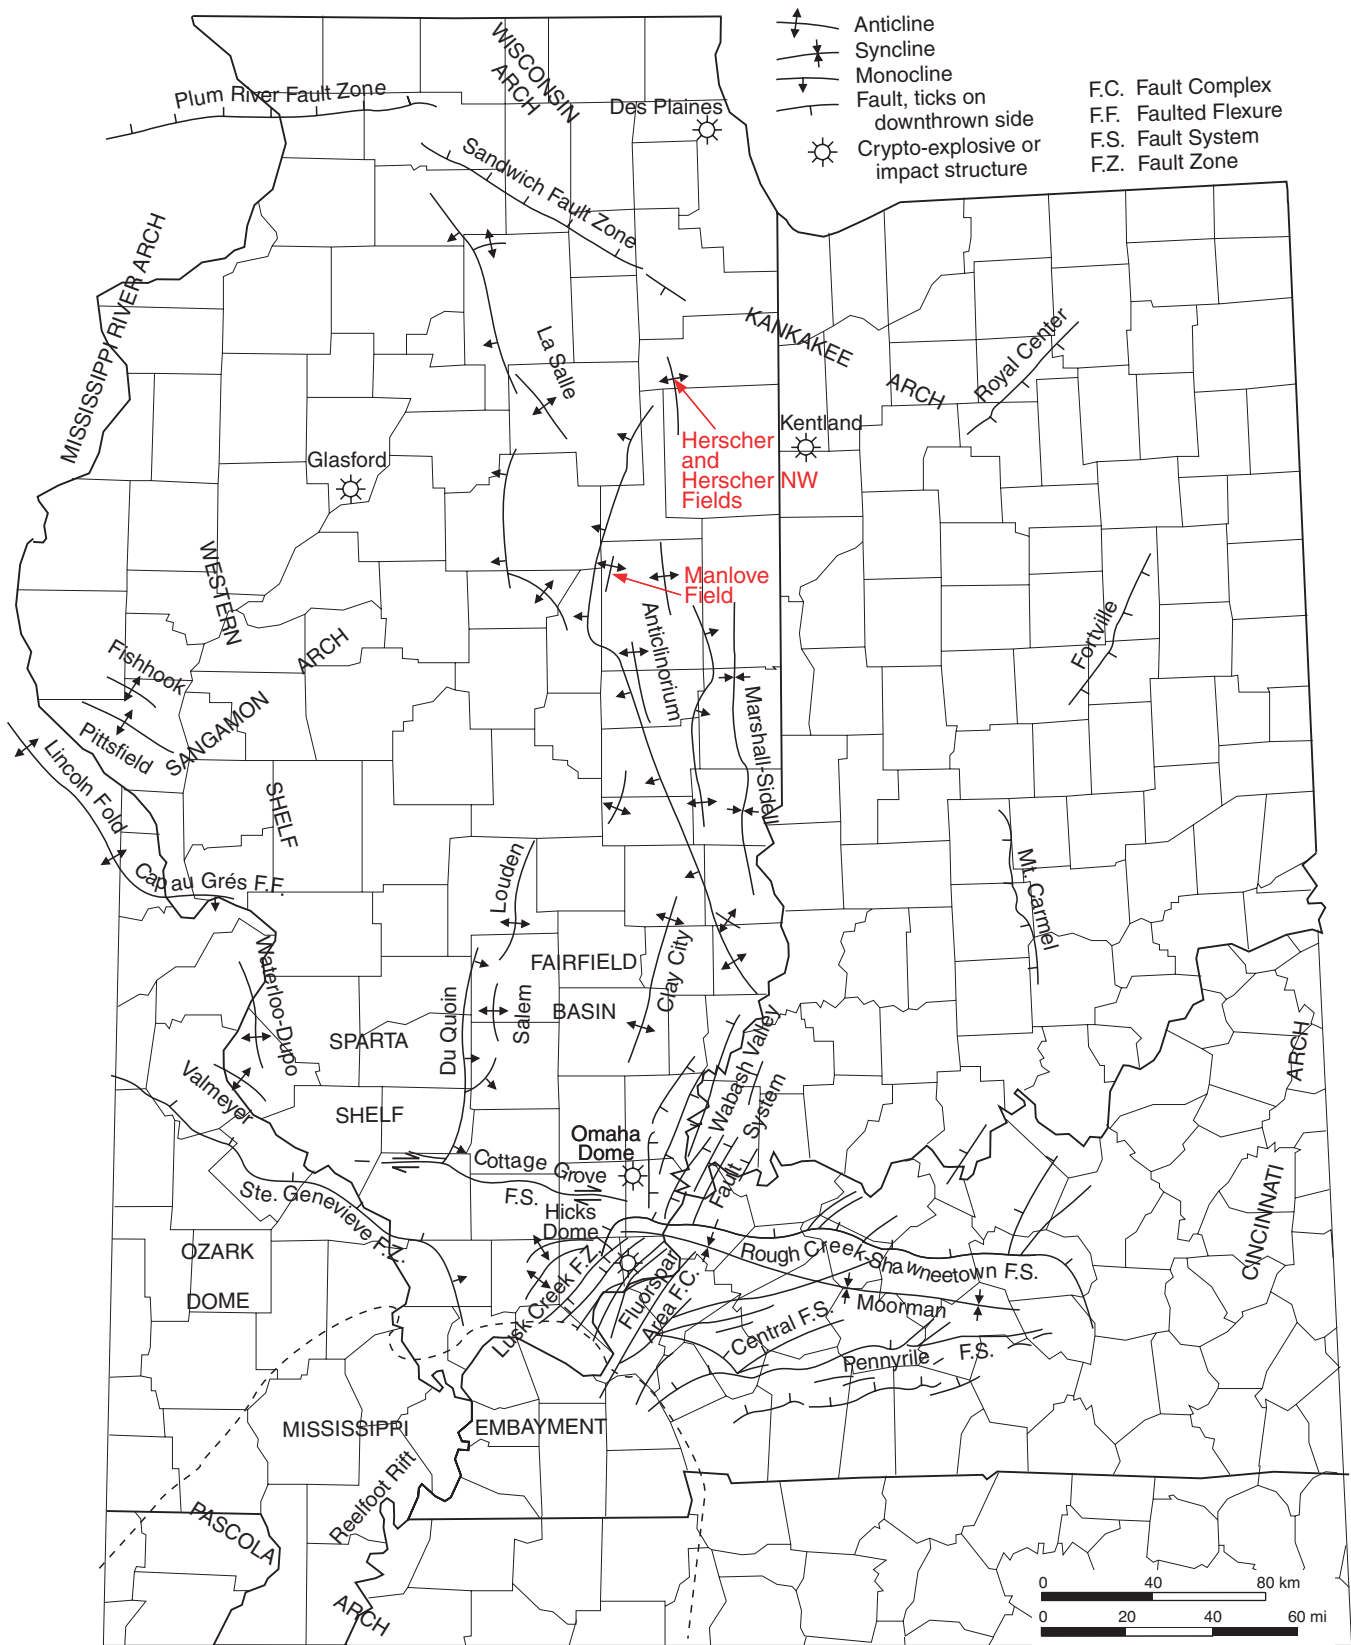 Anticline
Syncline
Monocline
Fault, ticks on
downthrown side
Crypto-explosive or
impact structure
F.C. Fault Complex
F.F. Faulted Flexure
F.S. Fault System
F.Z. Fault Zone
WISCONSIN
ARCH
Plum River Fault Zone
Des Plaines
Sandwich Fault Zone
MISSISSIPPI RIVER ARCH
KANKAKEE
ARCH
Royal Center
La Salle
Anticlinorium
Kentland
Herscher
and
Herscher NW
Fields
Glasford
WESTERN
SHELF
Manlove
Field
Fortville
Fishhook
SANGAMON
ARCH
Pittsfield
Lincoln Fold
Marshall-Sidell
Cap au Grés F.F.
Louden
Mt. Carmel
Waterloo-Dupo
FAIRFIELD
BASIN
Clay City
Du Quoin
Salem
SPARTA
SHELF
Valmeyer
Wabash Valley
Fault System
ARCH
CINCINNATI
Omaha
Dome
Cottage Grove
F.S.
Ste. Genevieve F.Z.
Hicks
Dome
OZARK
DOME
Rough Creek-Shawneetown F.S.
Lusk Creek F.Z.
Fluorspar
Area F.C.
Moorman
Central F.S.
Pennyrile F.S.
MISSISSIPPI EMBAYMENT
Reelfoot Rift
PASCOLA
ARCH
0 40 80 km
0 20 40 60 mi